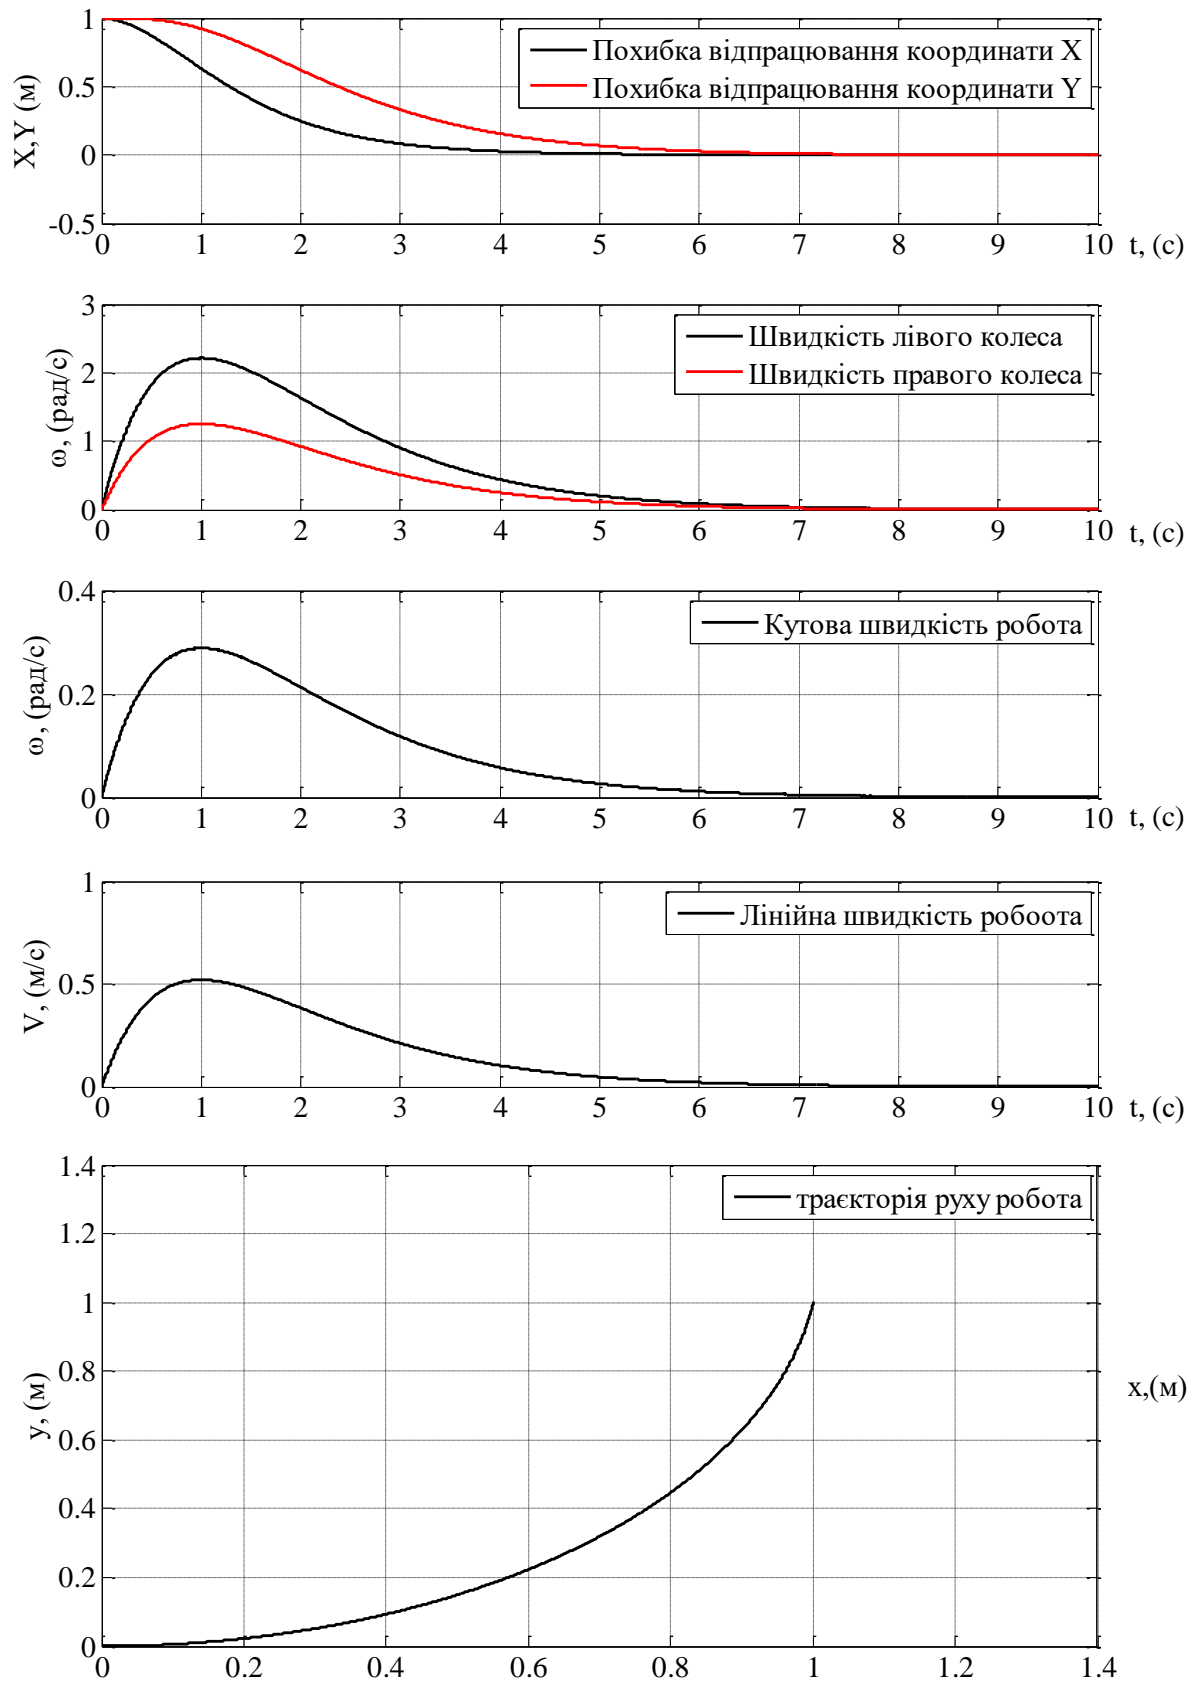 1
0.5
0
-0.5
X,Y (м)
Похибка відпрацювання координати X
Похибка відпрацювання координати Y
0 1 2 3 4 5 6 7 8 9 10 t, (с)
3
2
1
0
ω, (рад/с)
Швидкість лівого колеса
Швидкість правого колеса
0 1 2 3 4 5 6 7 8 9 10 t, (с)
0.4
0.2
0
ω, (рад/с)
Кутова швидкість робота
0 1 2 3 4 5 6 7 8 9 10 t, (с)
1
0.5
0
V, (м/с)
Лінійна швидкість робоота
0 1 2 3 4 5 6 7 8 9 10 t, (с)
1.4
1.2
1
0.8
0.6
0.4
0.2
0
y, (м)
траєкторія руху робота
x,(м)
0 0.2 0.4 0.6 0.8 1 1.2 1.4